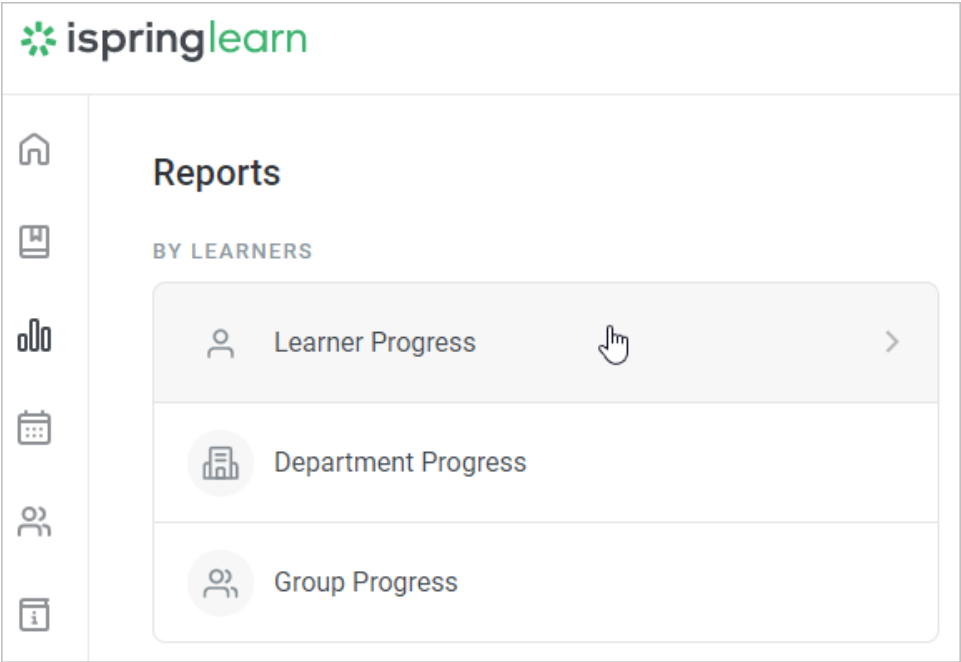 ispringlearn
Reports
BY LEARNERS
Learner Progress
Department Progress
Group Progress